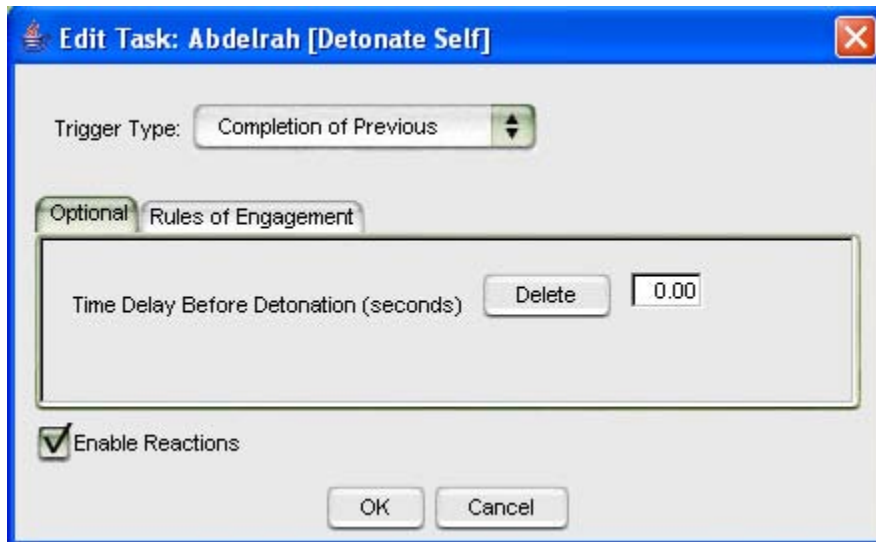 Edit Task: Abdelrah [Detonate Self]
Trigger Type: Completion of Previous
Optional Rules of Engagement
Time Delay Before Detonation (seconds) Delete 0.00
Enable Reactions
OK Cancel